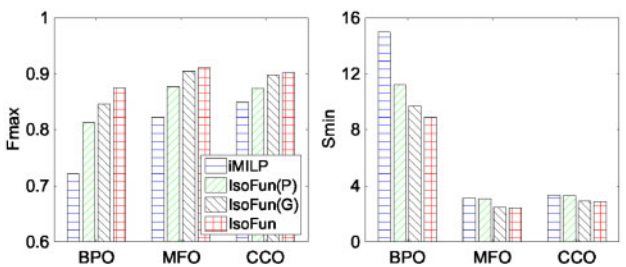 1
0.9
0.8
0.7
0.6
Fmax
BPO MFO CCO
iMILP
IsoFun(P)
IsoFun(G)
IsoFun
16
12
8
4
0
Smin
BPO MFO CCO